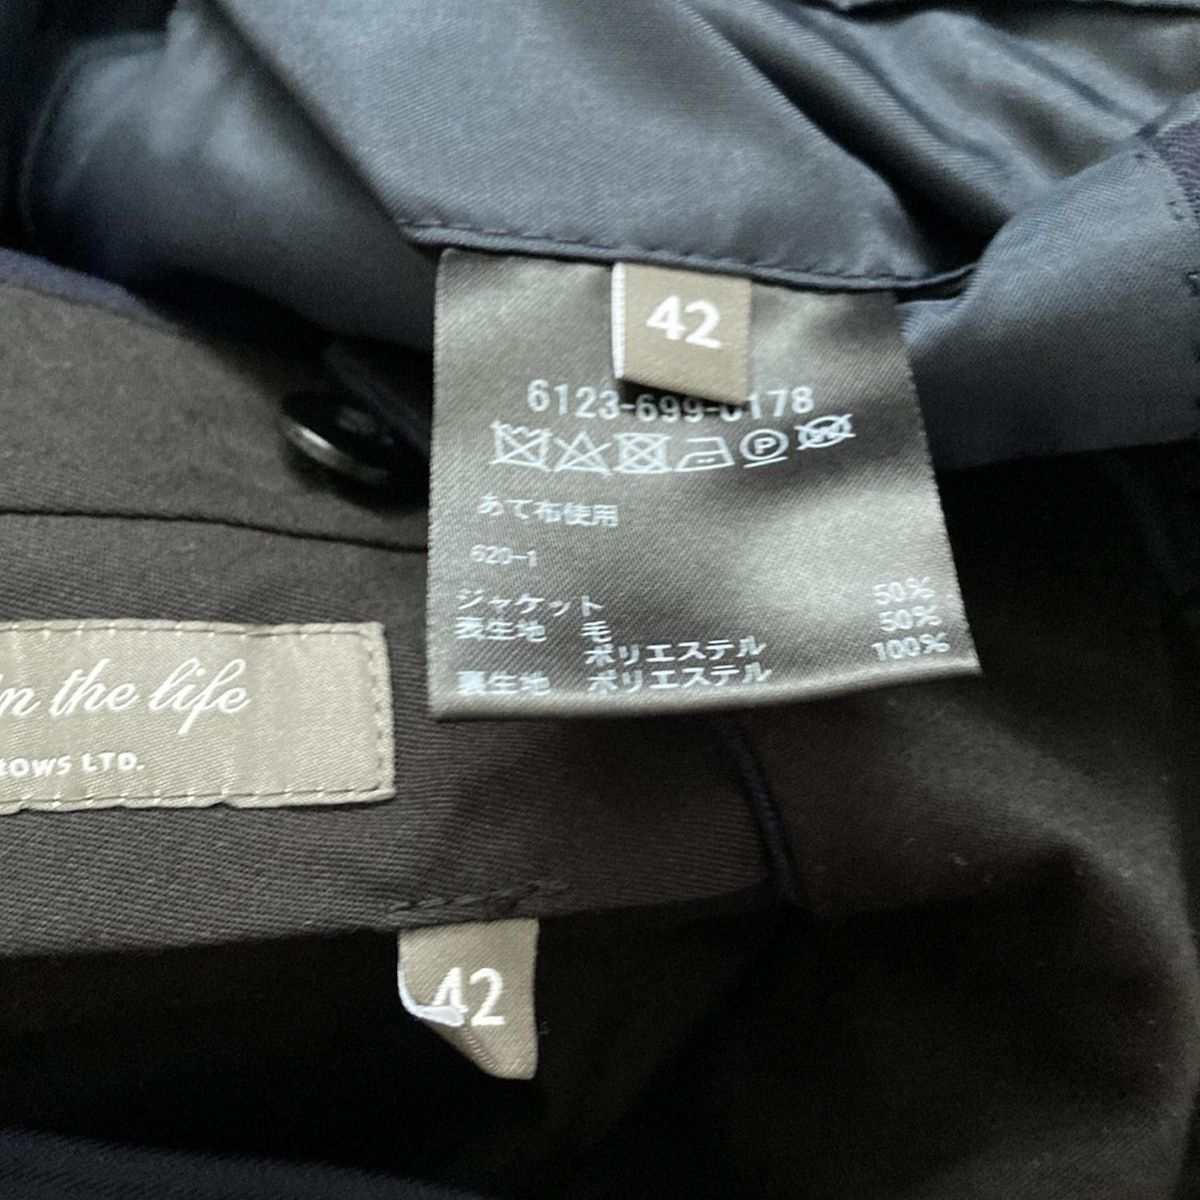 42
6123-699-0178
あて布使用
620-1
ジャケット
表生地 毛 50%
ポリエステル 50%
裏生地 ポリエステル 100%
in the life
ROWS LTD.
42